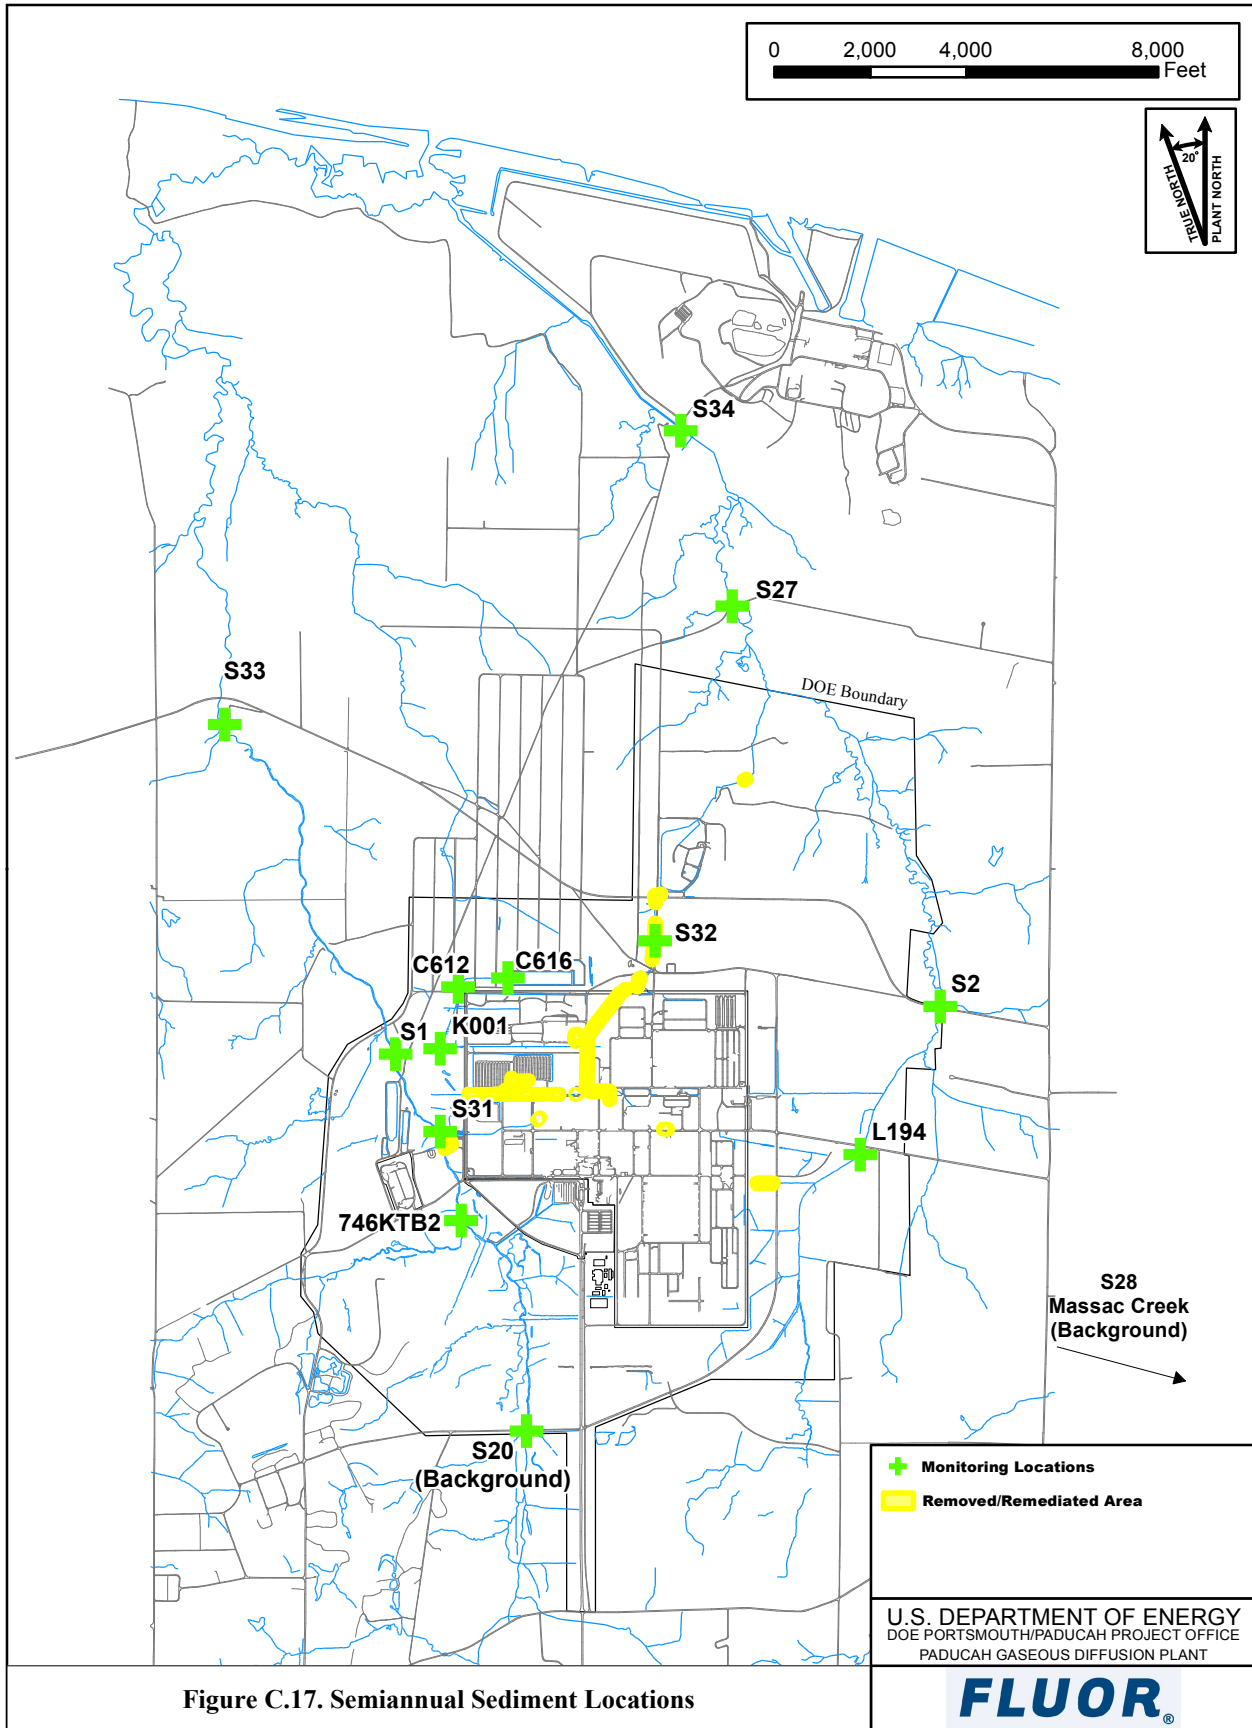 0 2,000 4,000 8,000
Feet
20°
TRUE NORTH
PLANT NORTH
S34
S27
S33
DOE Boundary
S32
C616
C612
S2
K001
S1
S31
L194
746KTB2
S28
Massac Creek
(Background)
S20
(Background)
Monitoring Locations
Removed/Remediated Area
U.S. DEPARTMENT OF ENERGY
DOE PORTSMOUTH/PADUCAH PROJECT OFFICE
PADUCAH GASEOUS DIFFUSION PLANT
Figure C.17. Semiannual Sediment Locations
FLUOR®